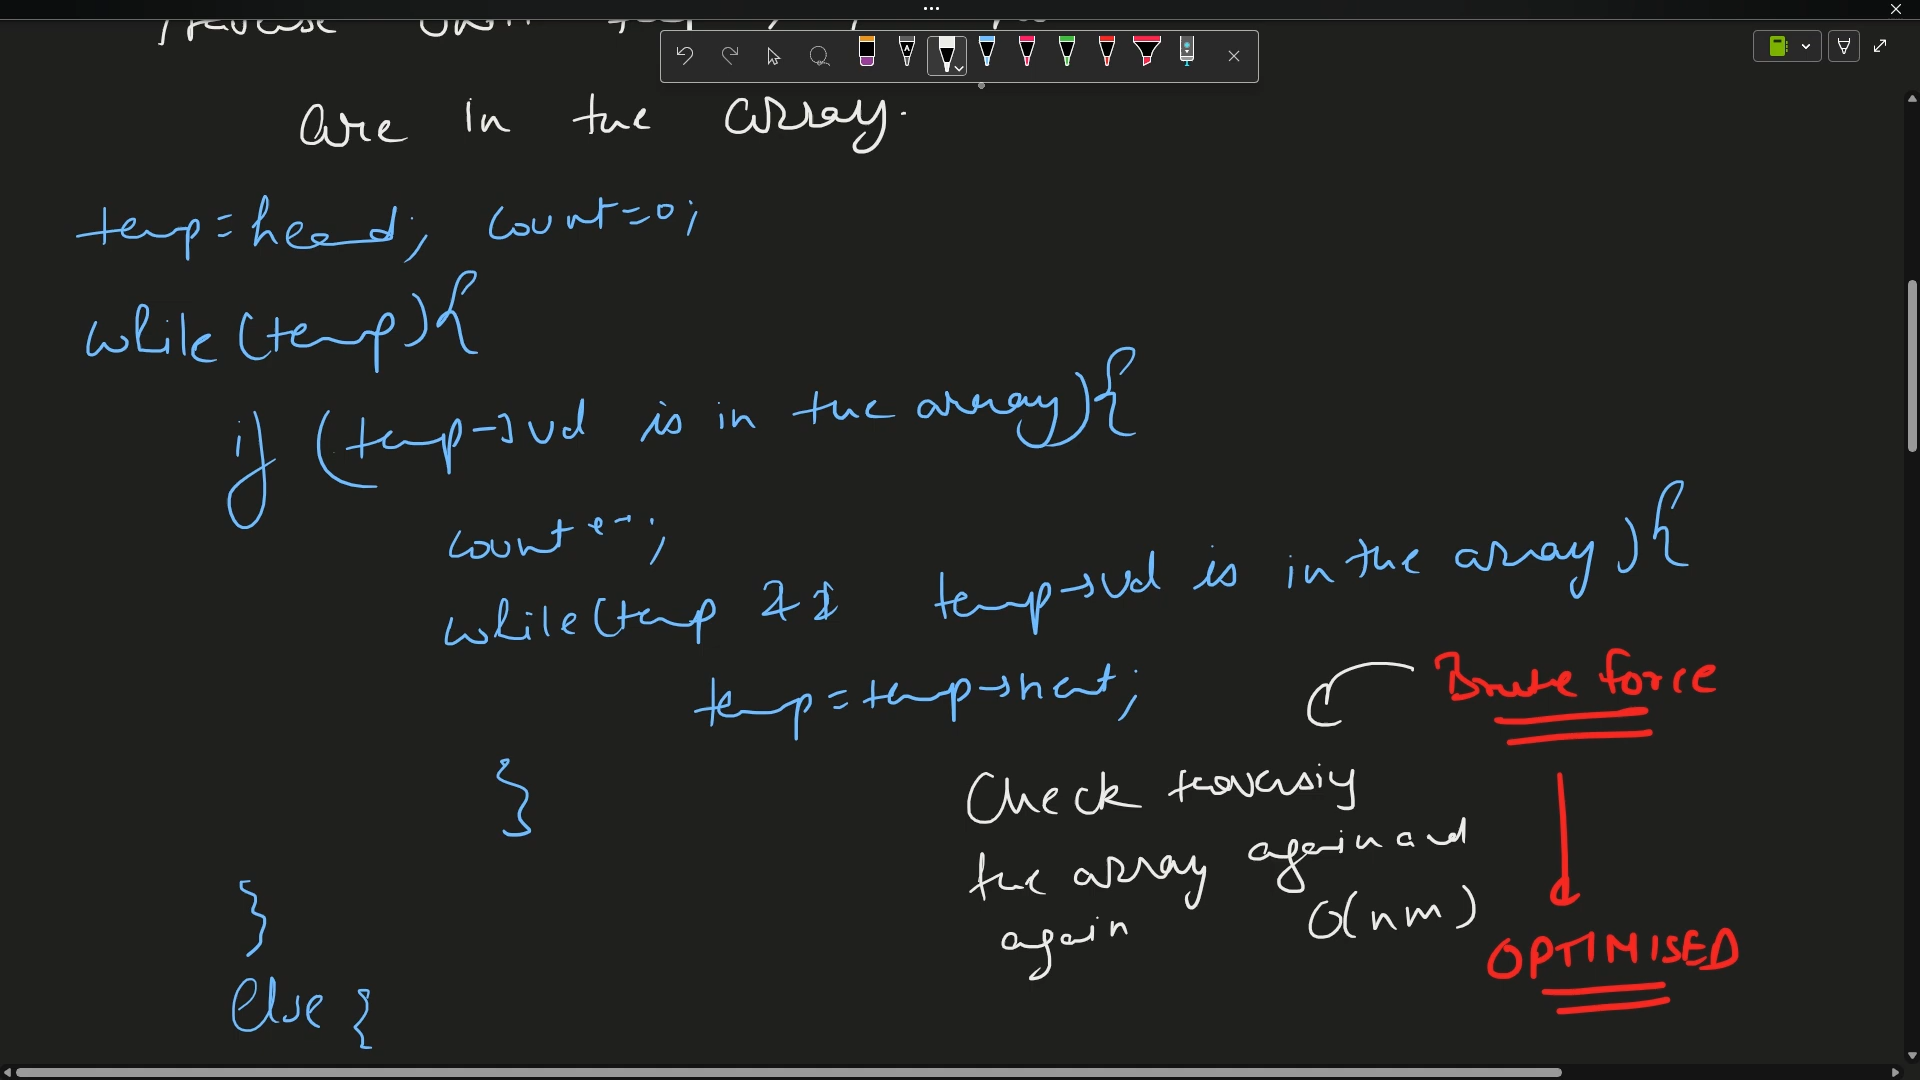 are in the array.
temp=head; count=0;
while(temp){
if (temp→val is in the array){
count++;
while(temp && temp→val is in the array){
temp=temp→next;
}
Brute force
Check traversing
the array again and
again O(nm)
OPTIMISED
}
else {